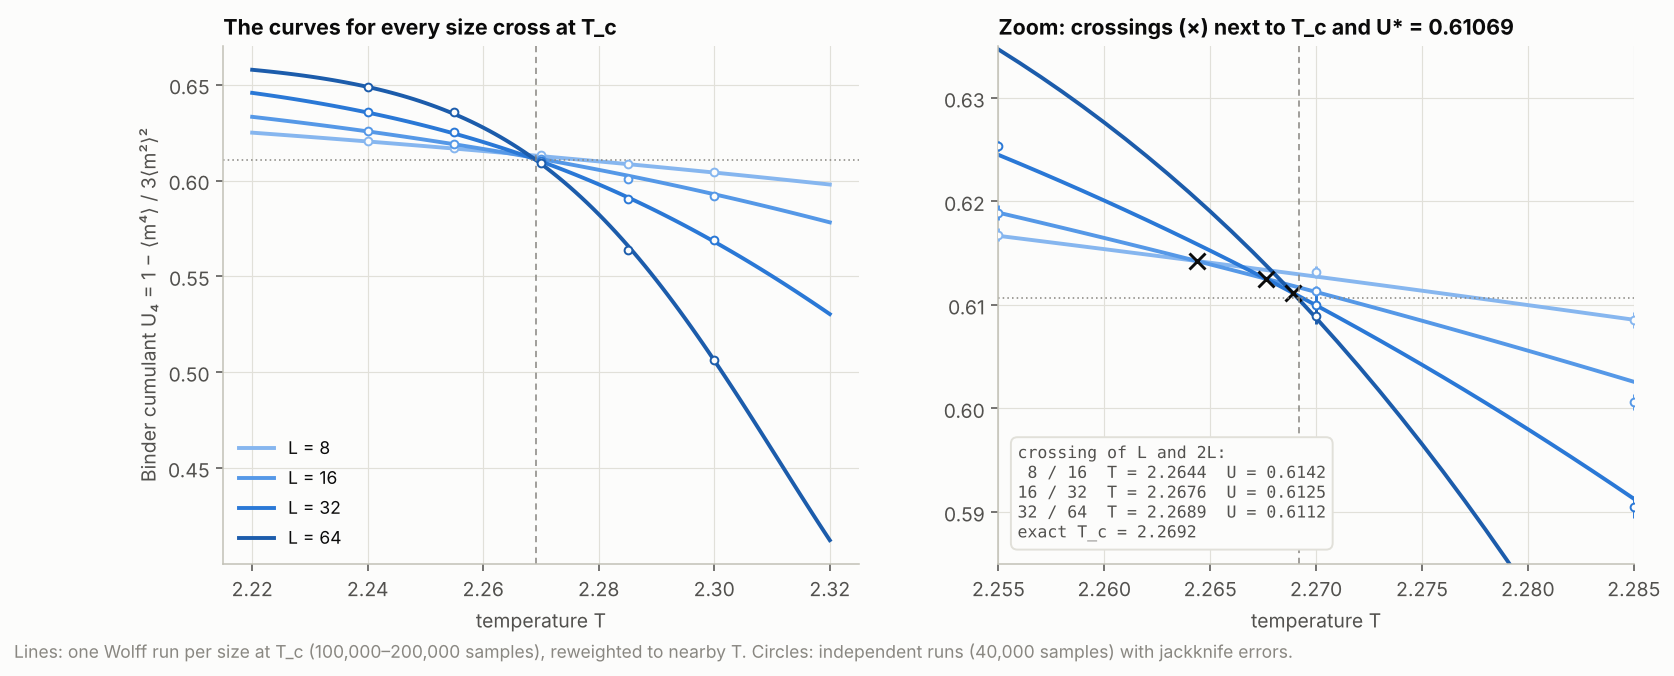 The curves for every size cross at T_c
Binder cumulant U₄ = 1 − ⟨m⁴⟩ / 3⟨m²⟩²
0.65
0.60
0.55
0.50
0.45
L = 8
L = 16
L = 32
L = 64
2.22 2.24 2.26 2.28 2.30 2.32
temperature T
Zoom: crossings (×) next to T_c and U* = 0.61069
0.63
0.62
0.61
0.60
0.59
crossing of L and 2L:
8 / 16 T = 2.2644 U = 0.6142
16 / 32 T = 2.2676 U = 0.6125
32 / 64 T = 2.2689 U = 0.6112
exact T_c = 2.2692
2.255 2.260 2.265 2.270 2.275 2.280 2.285
temperature T
Lines: one Wolff run per size at T_c (100,000–200,000 samples), reweighted to nearby T. Circles: independent runs (40,000 samples) with jackknife errors.